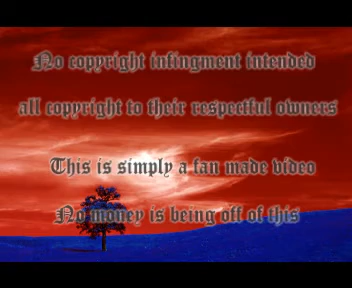 No copyright infingment intended
all copyright to their respectful owners
This is simply a fan made video
No money is being off of this